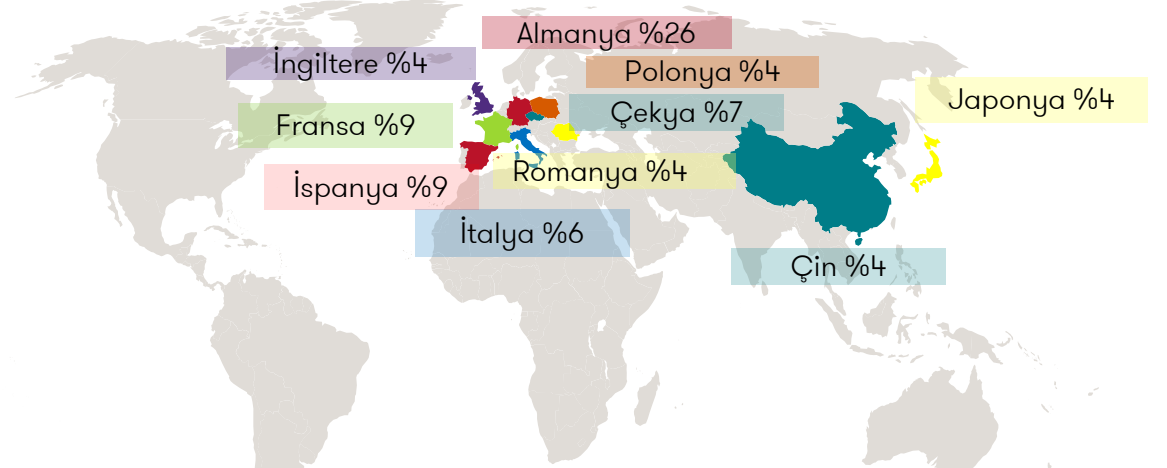 Almanya %26
İngiltere %4
Polonya %4
Japonya %4
Çekya %7
Fransa %9
Romanya %4
İspanya %9
İtalya %6
Çin %4